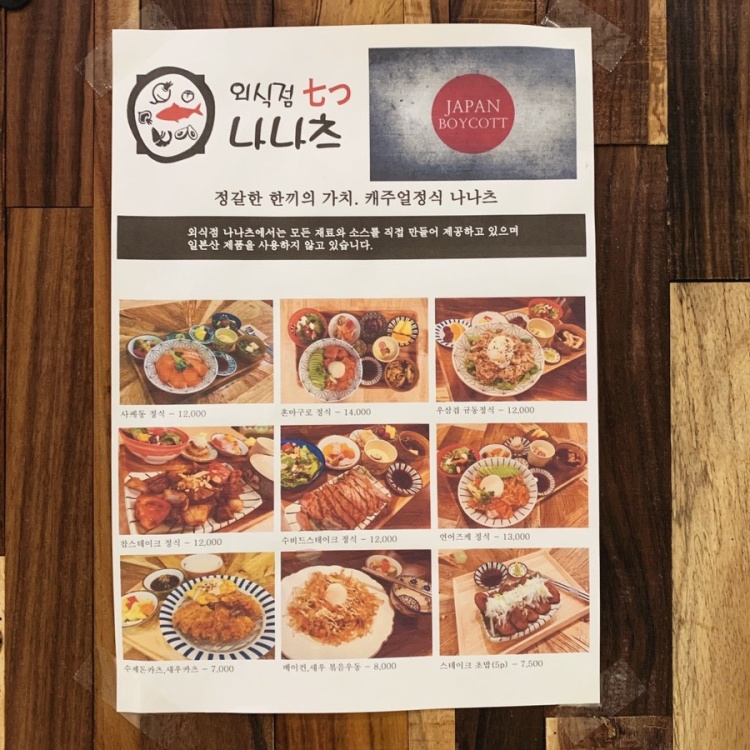 외식점 七つ
나나츠
JAPAN
BOYCOTT
정갈한 한끼의 가치. 캐주얼정식 나나츠
외식점 나나츠에서는 모든 재료와 소스를 직접 만들어 제공하고 있으며
일본산 제품을 사용하지 않고 있습니다.
사케동 정식 - 12,000
혼마구로 정식 - 14,000
우삼겹 규동정식 - 12,000
찹스테이크 정식 - 12,000
수비드스테이크 정식 - 12,000
연어즈케 정식 - 13,000
수제돈카츠,새우카츠 - 7,000
베이컨,새우 볶음우동 - 8,000
스테이크 초밥(5p) - 7,500